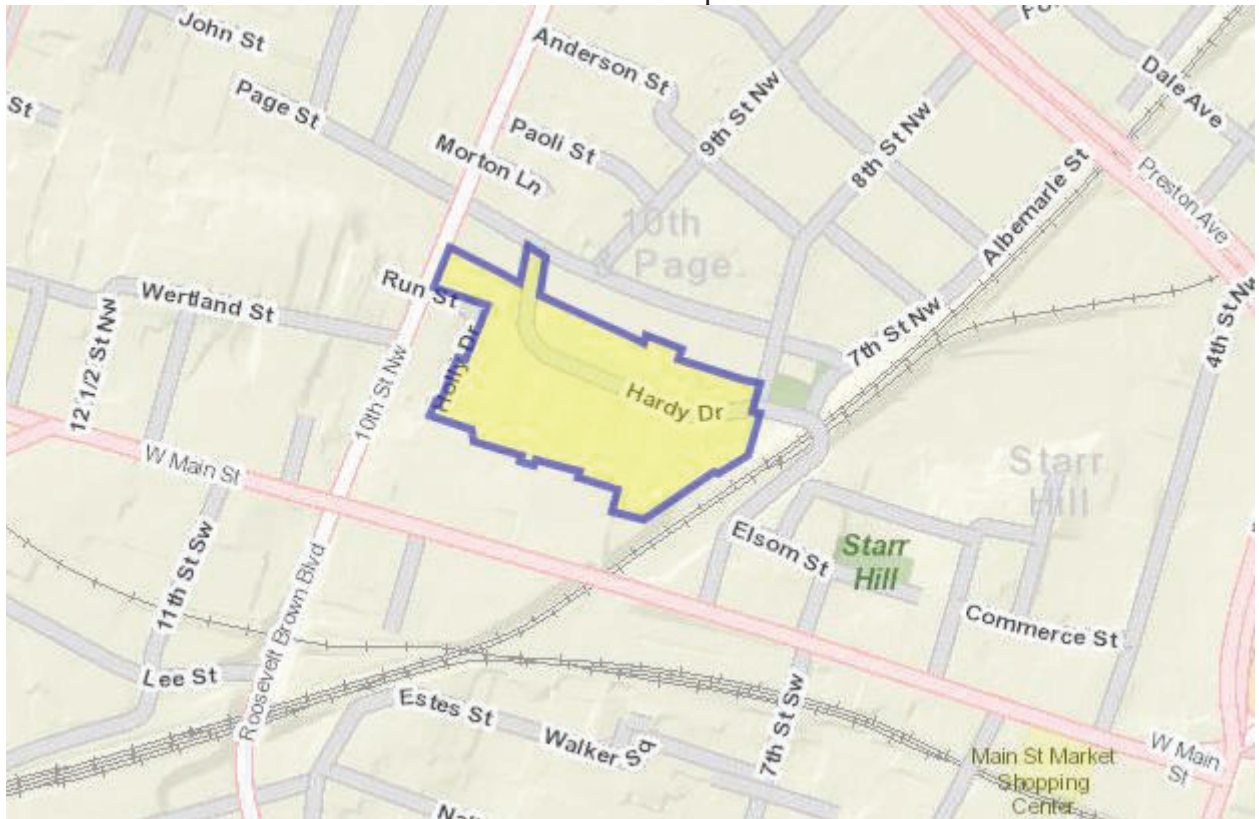 John St
Anderson St
Dale Ave
St
Page St
Paoli St
9th St Nw
8th St Nw
Morton Ln
Albemarle St
Preston Ave
10th
& Page
Run St
Wertland St
12 1/2 St Nw
Holly Dr
10th St Nw
Hardy Dr
7th St Nw
4th St Nw
W Main St
Starr
Hill
Elsom St
Starr
Hill
11th St Sw
Commerce St
Roosevelt Brown Blvd
Lee St
Estes St
Walker Sq
7th St Sw
W Main
St
Main St Market
Shopping
Center